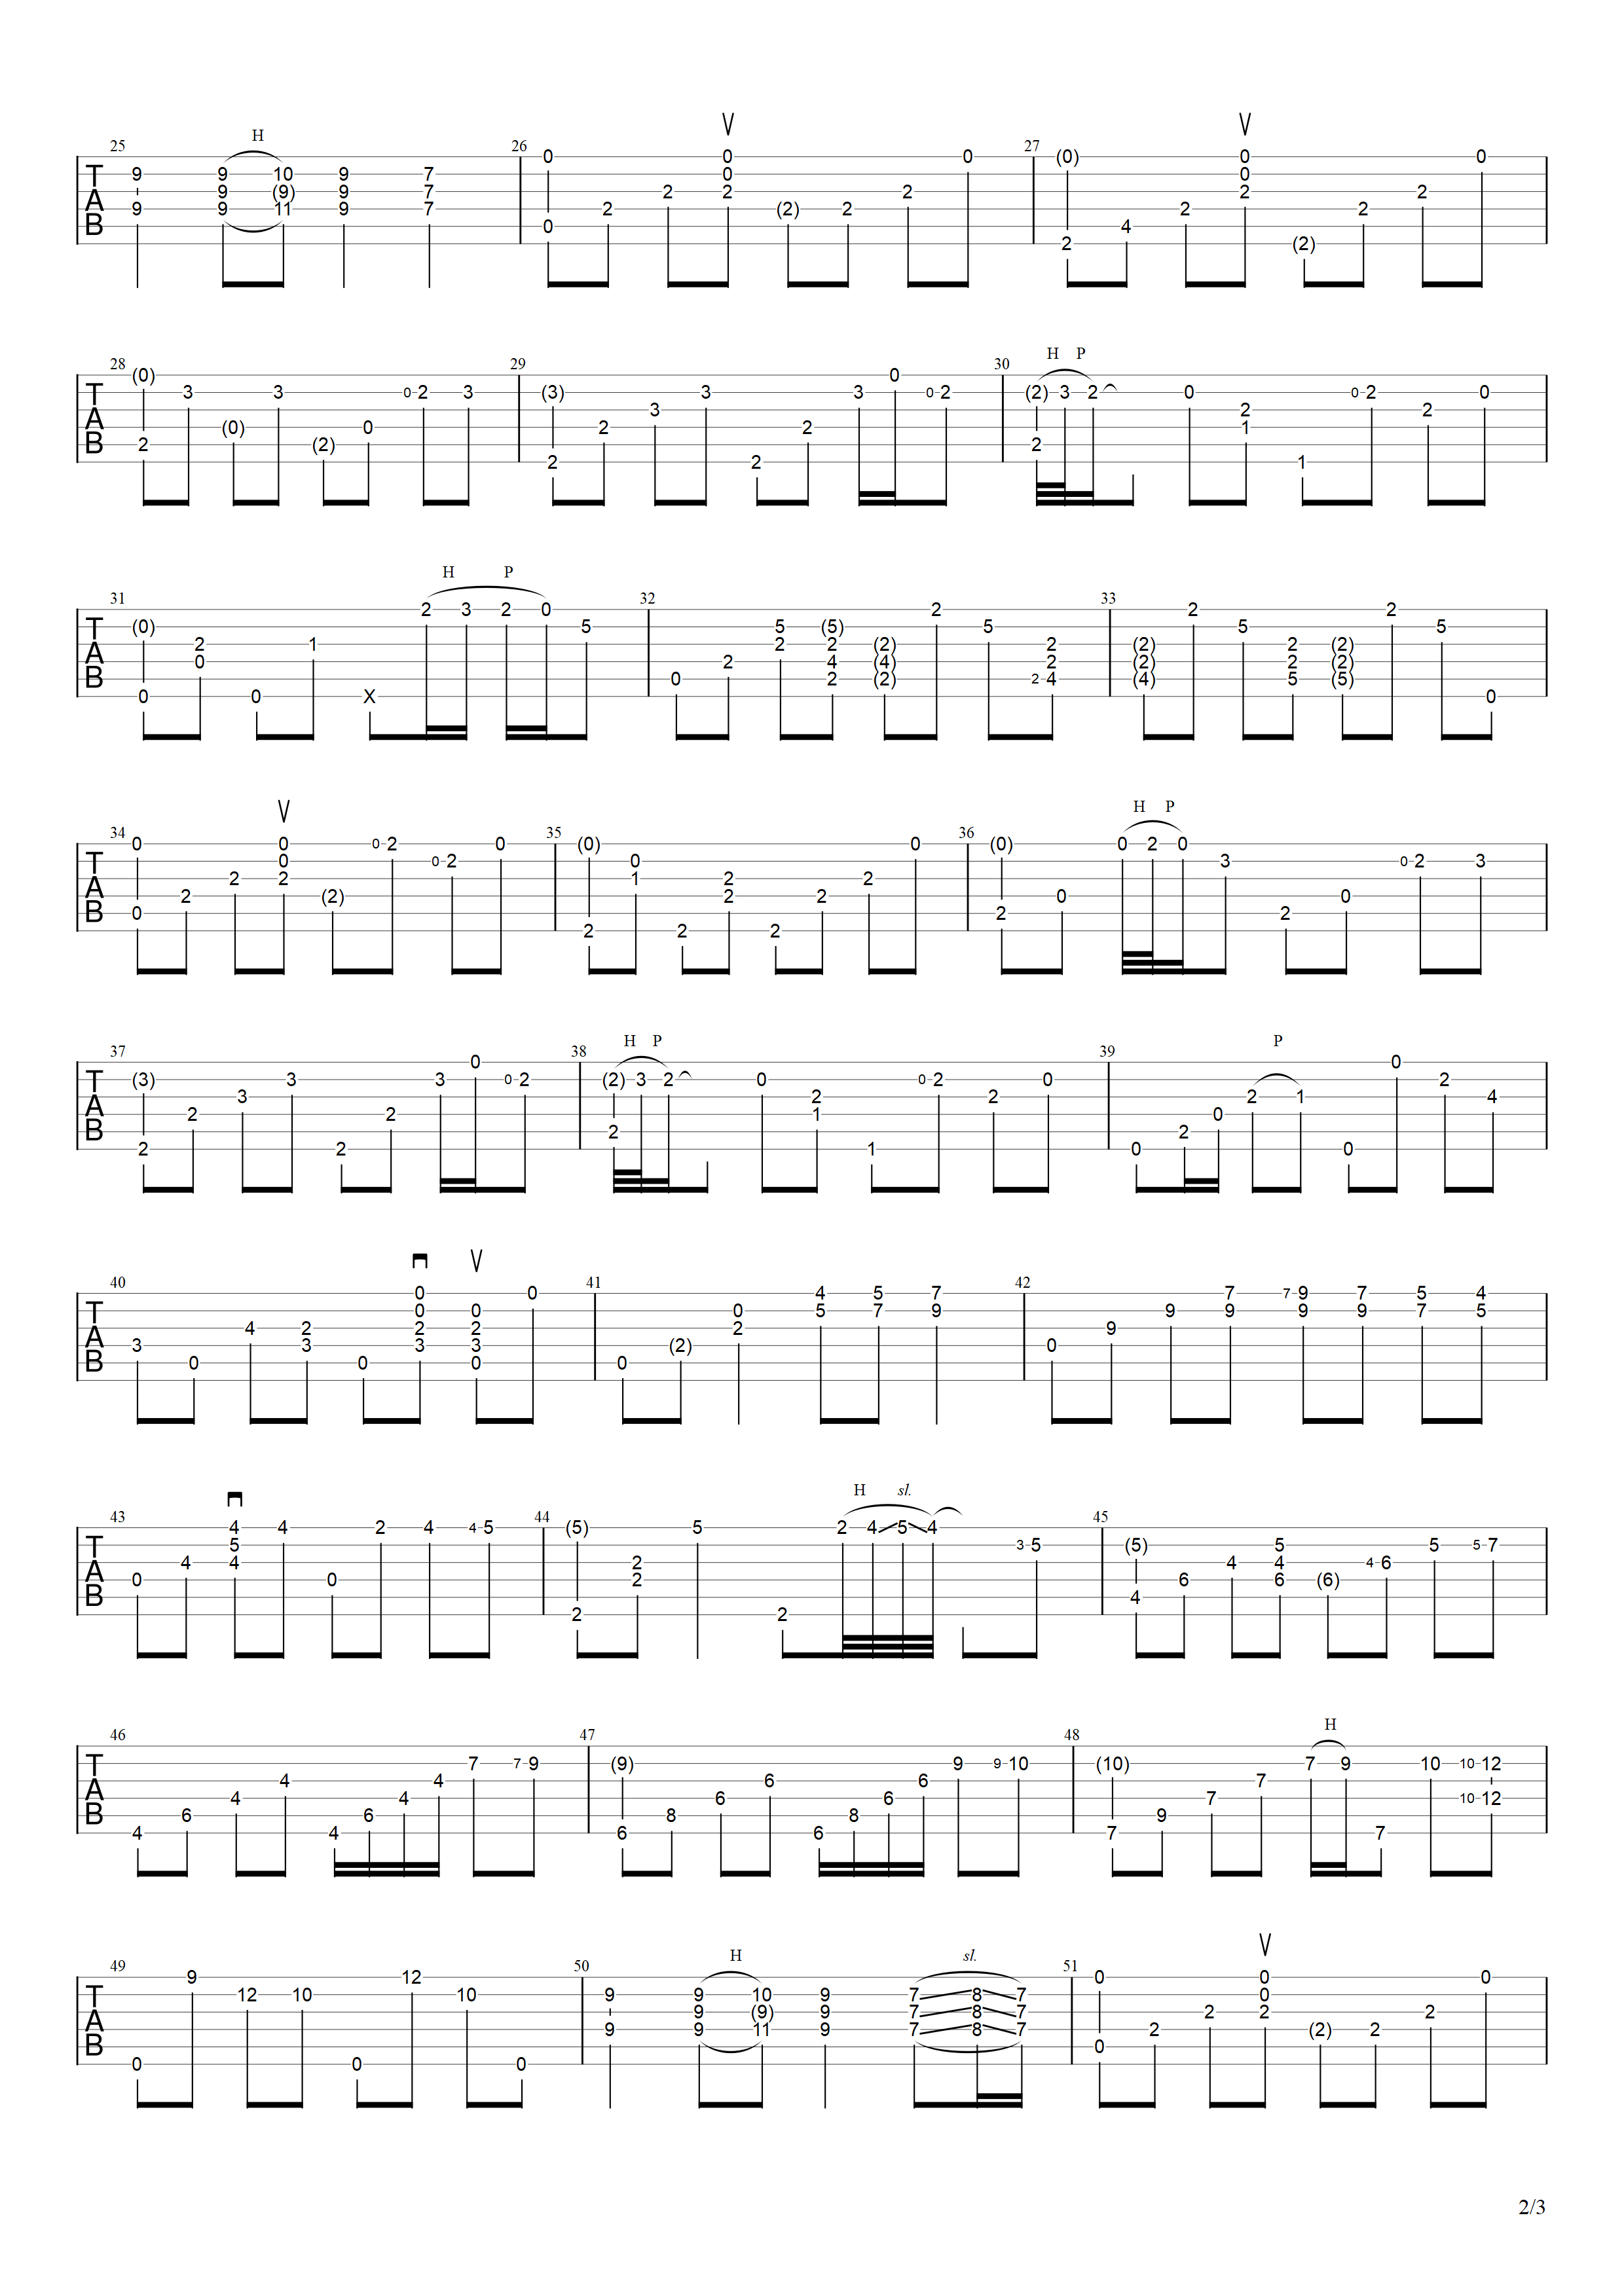 H
25 26 27
T 9 9 10 9 7 0 0 0 (0) 0 0
A 9 (9) 9 7 2 0 2 0 2
B 9 9 11 9 7 0 2 2 (2) 2 2 4 2 (2) 2
H P
28 29 30
T (0) 3 3 0 2 3 (3) 3 3 0 0 2 (2) 3 2 0 0 2 0
A (0) 0 2 3 2 2 1 2
B 2 (2) 2 2 2 1
H P
31 32 33
T (0) 2 3 2 0 5 5 (5) 2 5 2 5 2 5
A 2 0 1 2 2 2 4 (2) (4) 2 2 (2) (2) 2 2 (2) (2)
B 0 0 X 0 2 (2) 2 4 (4) 5 (5) 0
34 35 36 H P
T 0 0 0 0 2 0 2 0 (0) 0 0 (0) 0 2 0 3 0 2 3
A 2 2 2 (2) 1 2 2 2 2 0 0
B 0 2 2 2 2 2
H P P
37 38 39
T (3) 3 3 0 0 2 (2) 3 2 0 0 2 0 0 2
A 2 3 2 2 1 2 0 2 1 4
B 2 2 2 1 0 2 0
40 41 42
T 0 0 0 0 0 4 5 5 7 7 9 9 7 9 7 9 9 7 9 5 7 4 5
A 3 4 2 3 2 3 2 3 (2) 2 0 9
B 0 0 0 0
H sl.
43 44 45
T 4 5 4 2 4 4 5 (5) 5 2 4 5 4 3 5 (5) 5 5 5 7
A 0 4 4 0 2 2 6 4 4 6 (6) 4 6
B 2 2 4
H
46 47 48
T 7 7 9 (9) 9 9 10 (10) 7 9 10 10 12
A 4 4 4 4 6 6 6 6 7 7 10 12
B 4 6 4 6 6 8 6 8 7 9 7
H sl.
49 50 51
T 9 12 10 12 10 9 9 10 9 7 8 7 0 0 0 0
A 9 9 (9) 9 7 8 7 2 2 2
B 0 0 0 9 11 9 7 8 7 0 2 (2) 2
2/3